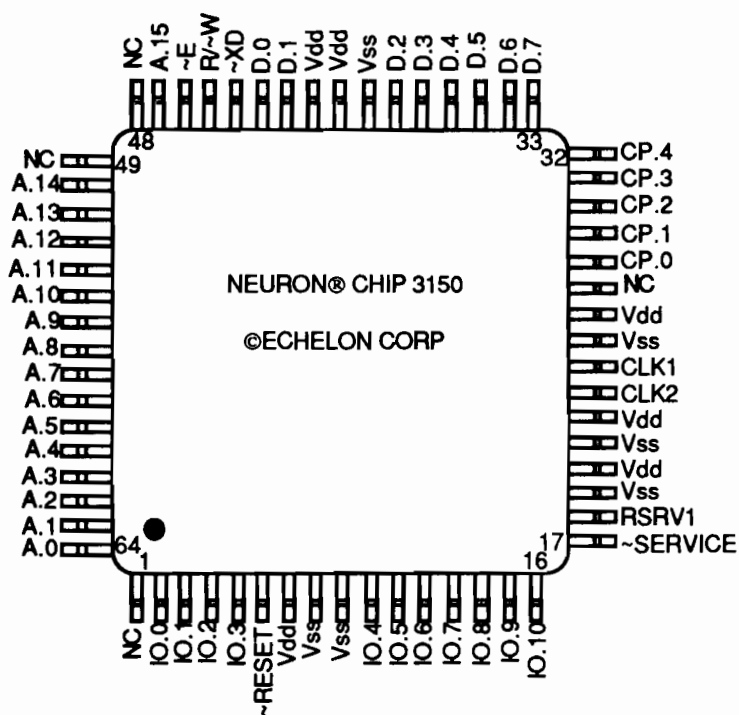 NC
A.15
~E
R/~W
~XD
D.0
D.1
Vdd
Vdd
Vss
D.2
D.3
D.4
D.5
D.6
D.7
48
33
49
32
NC
A.14
A.13
A.12
A.11
A.10
A.9
A.8
A.7
A.6
A.5
A.4
A.3
A.2
A.1
A.0
NEURON® CHIP 3150
©ECHELON CORP
CP.4
CP.3
CP.2
CP.1
CP.0
NC
Vdd
Vss
CLK1
CLK2
Vdd
Vss
Vdd
Vss
RSRV1
~SERVICE
64
17
1
16
NC
IO.0
IO.1
IO.2
IO.3
~RESET
Vdd
Vss
Vss
IO.4
IO.5
IO.6
IO.7
IO.8
IO.9
IO.10